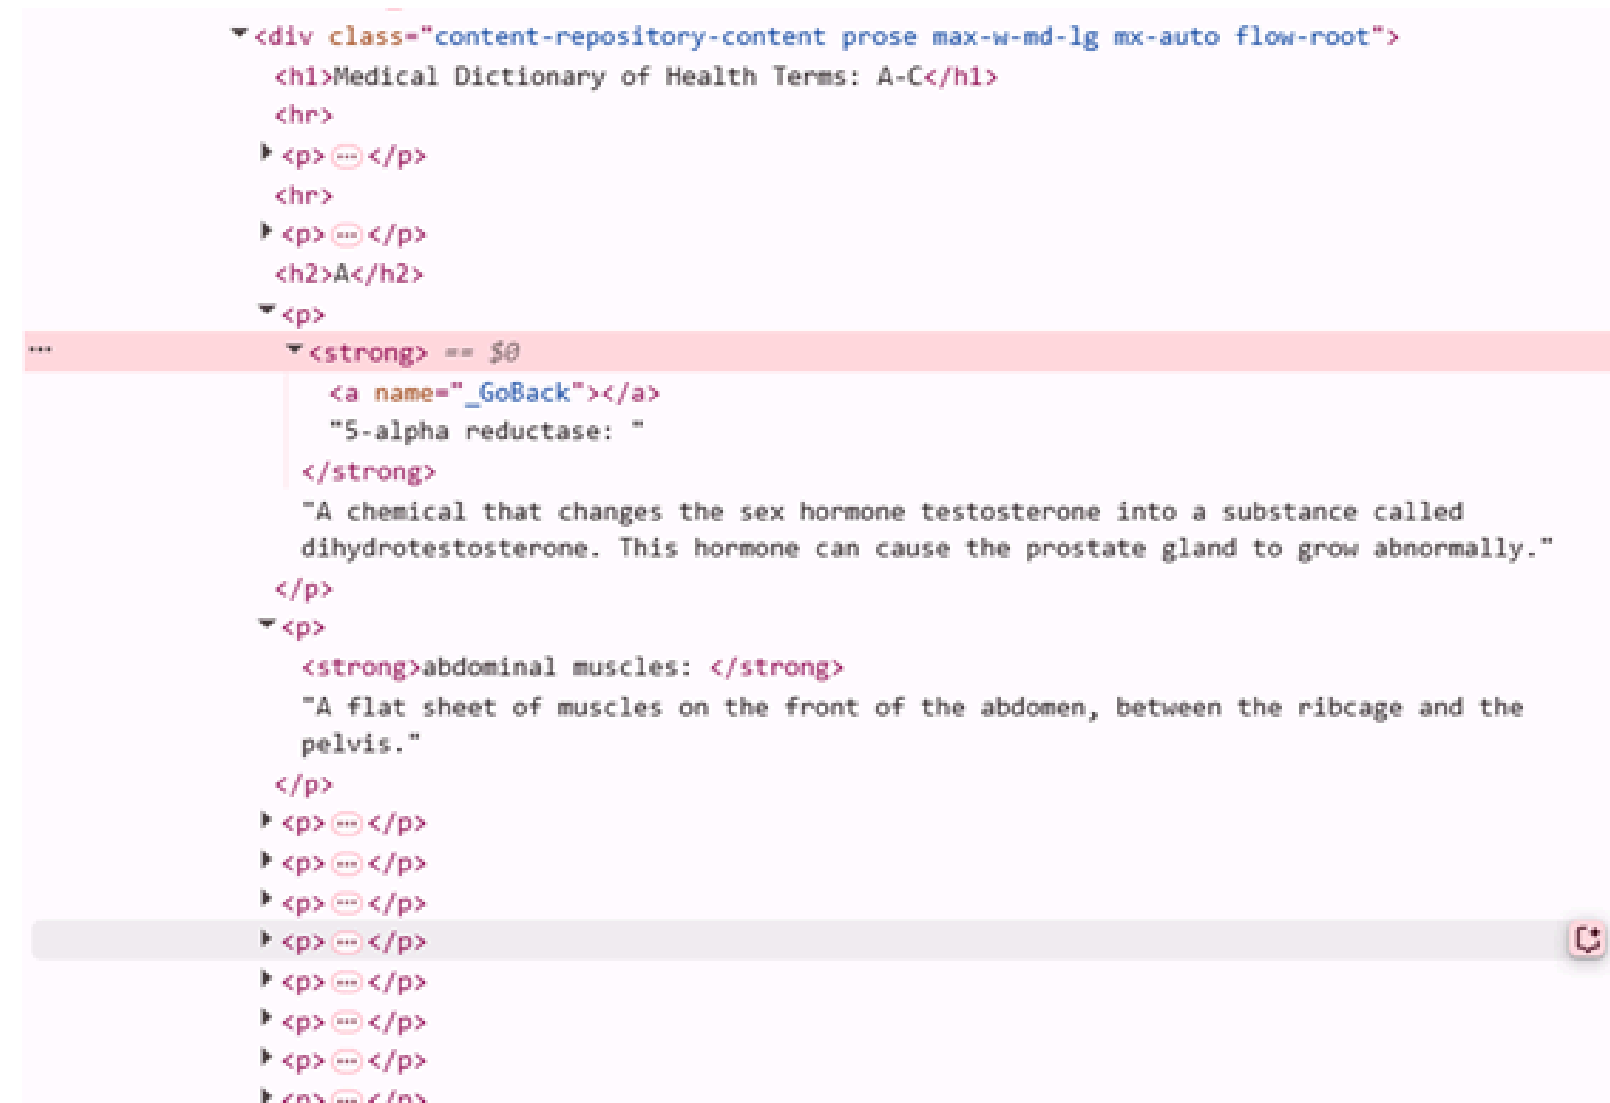 <div class="content-repository-content prose max-w-md-lg mx-auto flow-root">
<h1>Medical Dictionary of Health Terms: A-C</h1>
<hr>
<p>…</p>
<hr>
<p>…</p>
<h2>A</h2>
<p>
… <strong> == $0
<a name="_GoBack"></a>
"5-alpha reductase: "
</strong>
"A chemical that changes the sex hormone testosterone into a substance called
dihydrotestosterone. This hormone can cause the prostate gland to grow abnormally."
</p>
<p>
<strong>abdominal muscles: </strong>
"A flat sheet of muscles on the front of the abdomen, between the ribcage and the
pelvis."
</p>
<p>…</p>
<p>…</p>
<p>…</p>
<p>…</p>
<p>…</p>
<p>…</p>
<p>…</p>
<p>…</p>